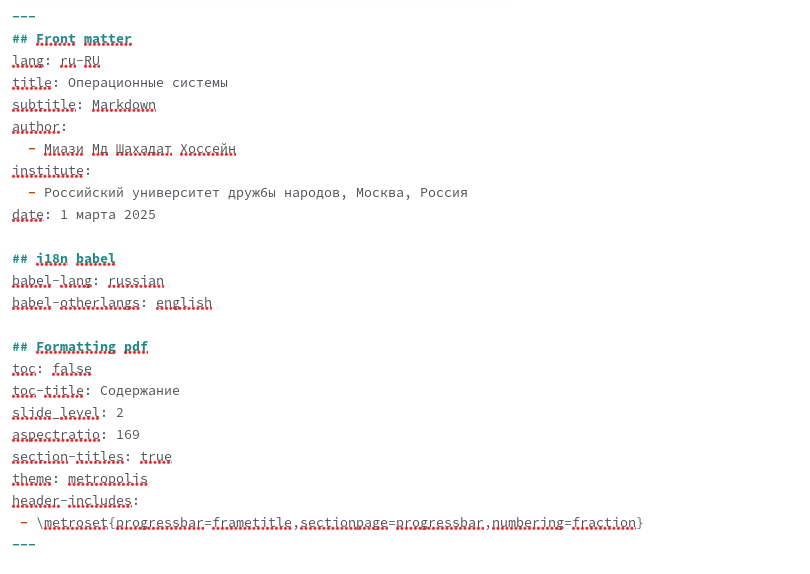 ---
## Front matter
lang: ru-RU
title: Операционные системы
subtitle: Markdown
author:
  - Миази Мд Шахадат Хоссейн
institute:
  - Российский университет дружбы народов, Москва, Россия
date: 1 марта 2025

## i18n babel
babel-lang: russian
babel-otherlangs: english

## Formatting pdf
toc: false
toc-title: Содержание
slide_level: 2
aspectratio: 169
section-titles: true
theme: metropolis
header-includes:
 - \metroset{progressbar=frametitle,sectionpage=progressbar,numbering=fraction}
---